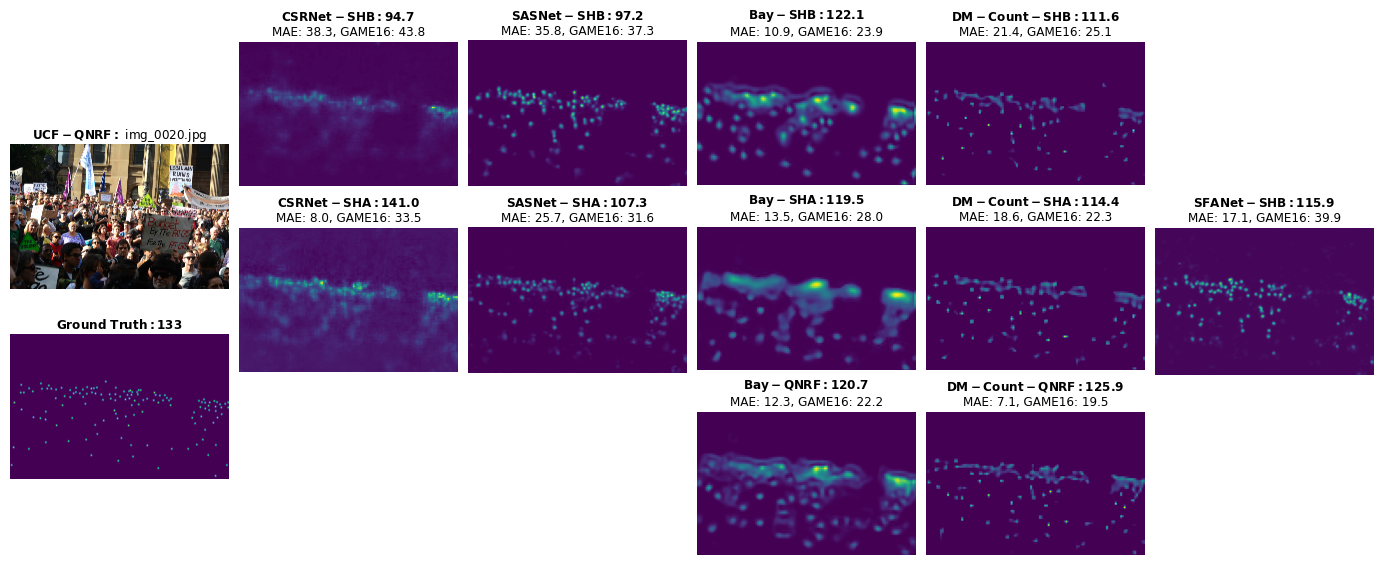 CSRNet − SHB: 94.7
MAE: 38.3, GAME16: 43.8
SASNet − SHB: 97.2
MAE: 35.8, GAME16: 37.3
Bay − SHB: 122.1
MAE: 10.9, GAME16: 23.9
DM − Count − SHB: 111.6
MAE: 21.4, GAME16: 25.1
UCF − QNRF: img_0020.jpg
CSRNet − SHA: 141.0
MAE: 8.0, GAME16: 33.5
SASNet − SHA: 107.3
MAE: 25.7, GAME16: 31.6
Bay − SHA: 119.5
MAE: 13.5, GAME16: 28.0
DM − Count − SHA: 114.4
MAE: 18.6, GAME16: 22.3
SFANet − SHB: 115.9
MAE: 17.1, GAME16: 39.9
Ground Truth: 133
Bay − QNRF: 120.7
MAE: 12.3, GAME16: 22.2
DM − Count − QNRF: 125.9
MAE: 7.1, GAME16: 19.5